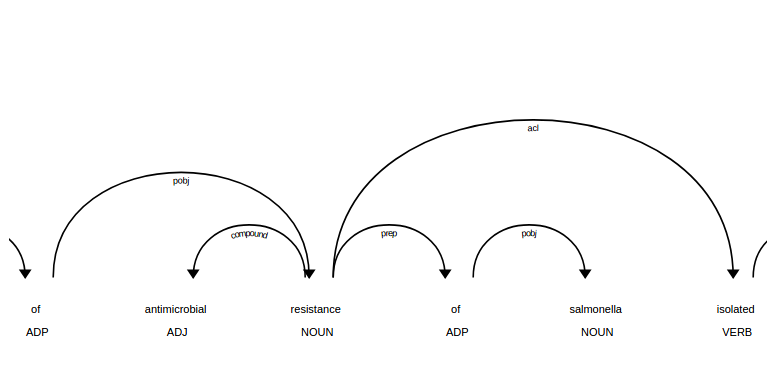 acl
pobj
compound prep pobj
of antimicrobial resistance of salmonella isolated
ADP ADJ NOUN ADP NOUN VERB